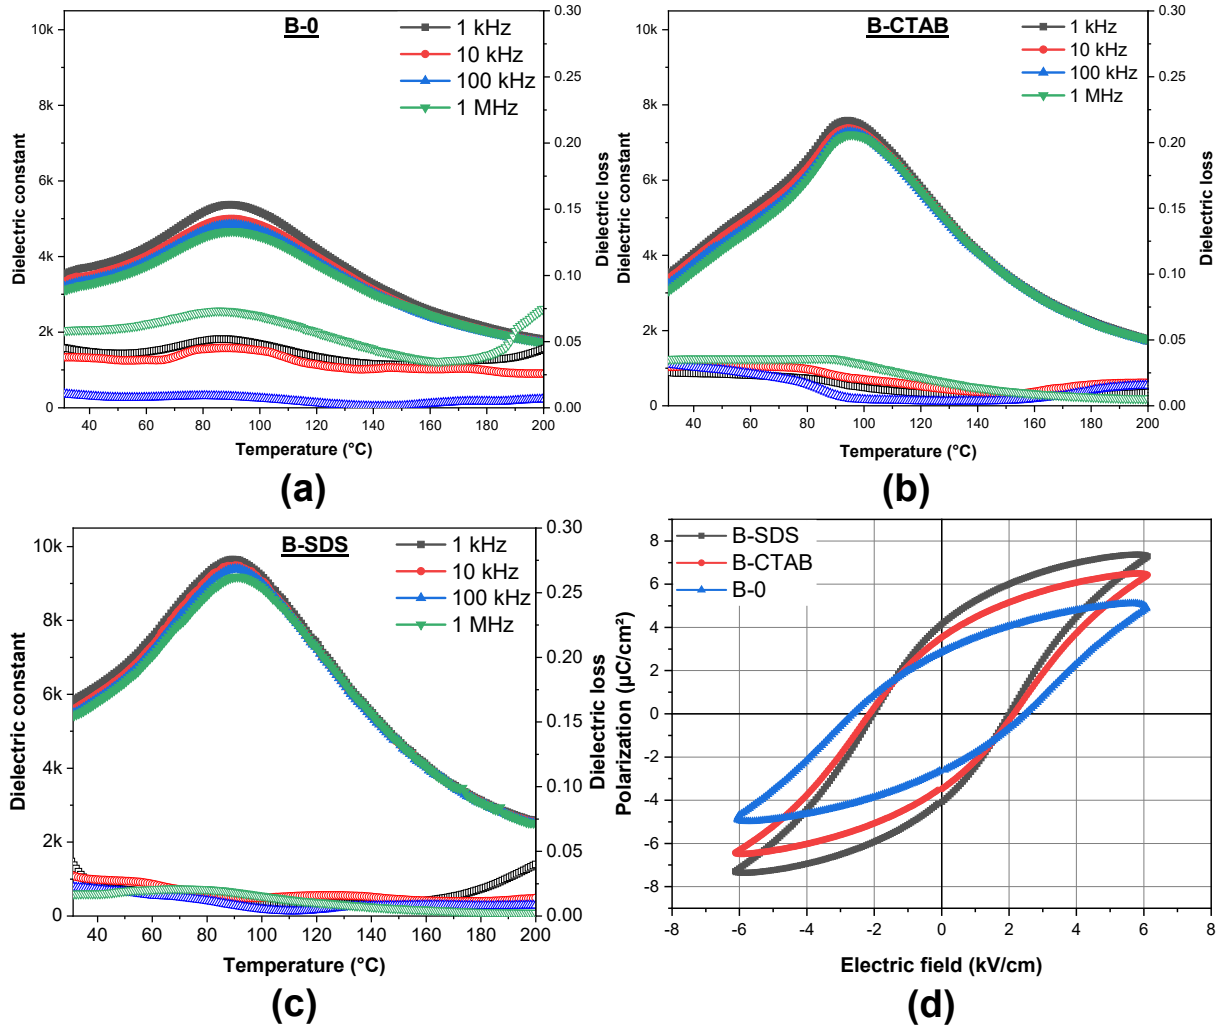 B-0
1 kHz
10 kHz
100 kHz
1 MHz
Dielectric constant
Dielectric loss
10k
8k
6k
4k
2k
0
0.30
0.25
0.20
0.15
0.10
0.05
0.00
40 60 80 100 120 140 160 180 200
Temperature (°C)
(a)
B-CTAB
1 kHz
10 kHz
100 kHz
1 MHz
Dielectric constant
Dielectric loss
10k
8k
6k
4k
2k
0
0.30
0.25
0.20
0.15
0.10
0.05
0.00
40 60 80 100 120 140 160 180 200
Temperature (°C)
(b)
B-SDS
1 kHz
10 kHz
100 kHz
1 MHz
Dielectric constant
Dielectric loss
10k
8k
6k
4k
2k
0
0.30
0.25
0.20
0.15
0.10
0.05
0.00
40 60 80 100 120 140 160 180 200
Temperature (°C)
(c)
B-SDS
B-CTAB
B-0
Polarization (µC/cm²)
8
6
4
2
0
-2
-4
-6
-8
-8 -6 -4 -2 0 2 4 6 8
Electric field (kV/cm)
(d)